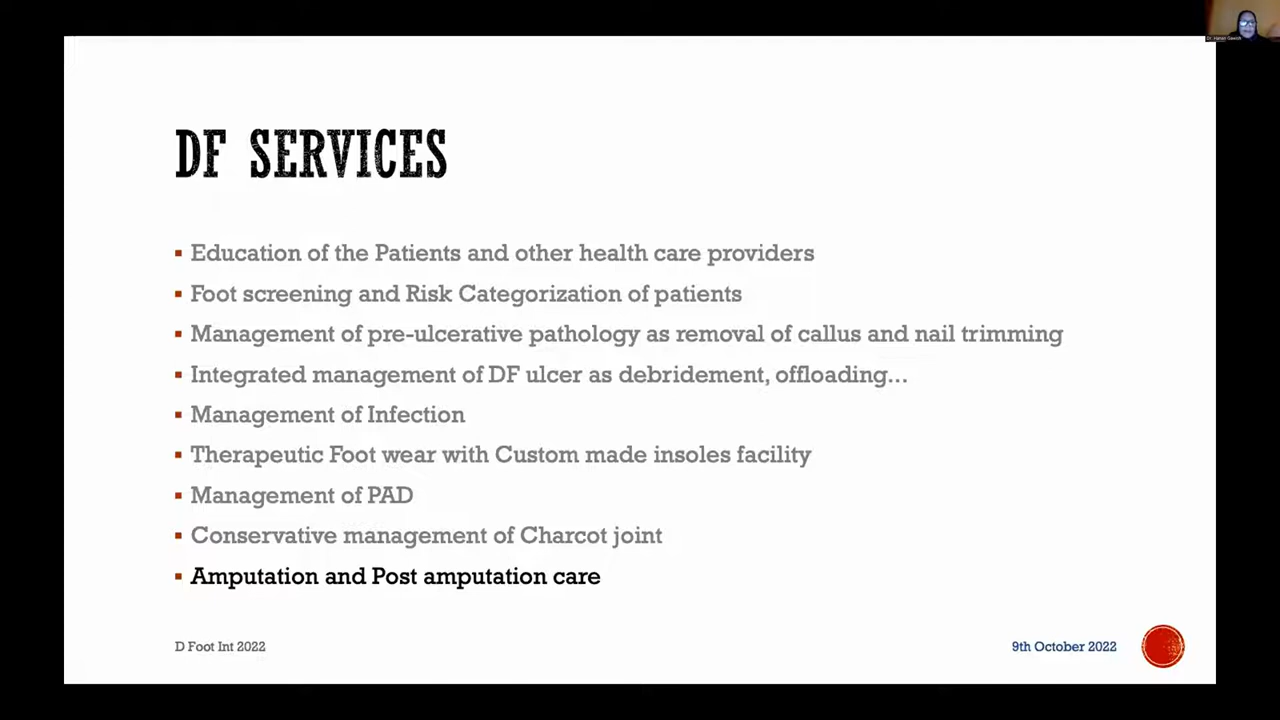 DF SERVICES
▪ Education of the Patients and other health care providers
▪ Foot screening and Risk Categorization of patients
▪ Management of pre-ulcerative pathology as removal of callus and nail trimming
▪ Integrated management of DF ulcer as debridement, offloading…
▪ Management of Infection
▪ Therapeutic Foot wear with Custom made insoles facility
▪ Management of PAD
▪ Conservative management of Charcot joint
▪ Amputation and Post amputation care
D Foot Int 2022
9th October 2022